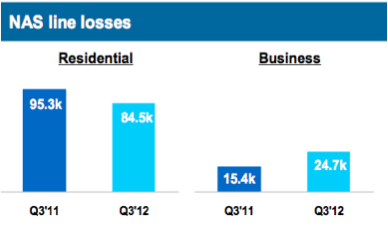 NAS line losses
Residential
Business
95.3k
84.5k
15.4k
24.7k
Q3'11
Q3'12
Q3'11
Q3'12